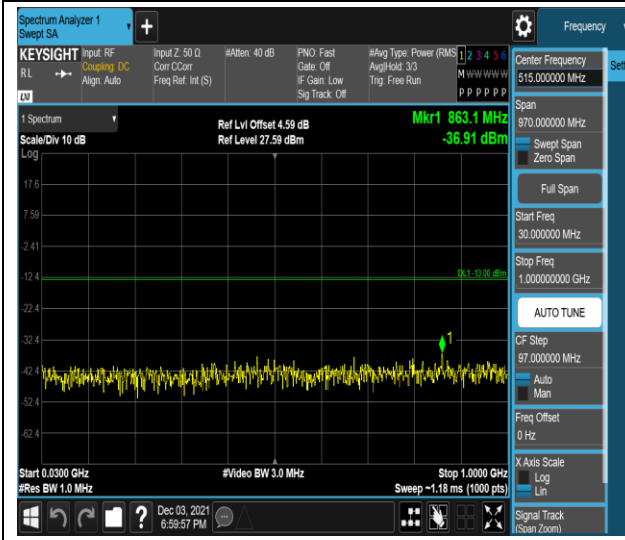 Spectrum Analyzer 1
Swept SA
+
Frequency
KEYSIGHT
RL
LXI
Input: RF
Coupling: DC
Align: Auto
Input Z: 50 Ω
Corr CCorr
Freq Ref: Int (S)
#Atten: 40 dB
PNO: Fast
Gate: Off
IF Gain: Low
Sig Track: Off
#Avg Type: Power (RMS
Avg|Hold: 3/3
Trig: Free Run
1 2 3 4 5 6
M W W W W W
P P P P P P
1 Spectrum
Scale/Div 10 dB
Log
Ref Lvl Offset 4.59 dB
Ref Level 27.59 dBm
Mkr1 863.1 MHz
-36.91 dBm
17.6
7.59
-2.41
-12.4
DL1 -13.00 dBm
-22.4
-32.4
1
-42.4
-52.4
-62.4
Start 0.0300 GHz
#Res BW 1.0 MHz
#Video BW 3.0 MHz
Stop 1.0000 GHz
Sweep ~1.18 ms (1000 pts)
?
Dec 03, 2021
6:59:57 PM
Center Frequency
515.000000 MHz
Span
970.000000 MHz
Swept Span
Zero Span
Full Span
Start Freq
30.000000 MHz
Stop Freq
1.000000000 GHz
AUTO TUNE
CF Step
97.000000 MHz
Auto
Man
Freq Offset
0 Hz
X Axis Scale
Log
Lin
Signal Track
(Span Zoom)